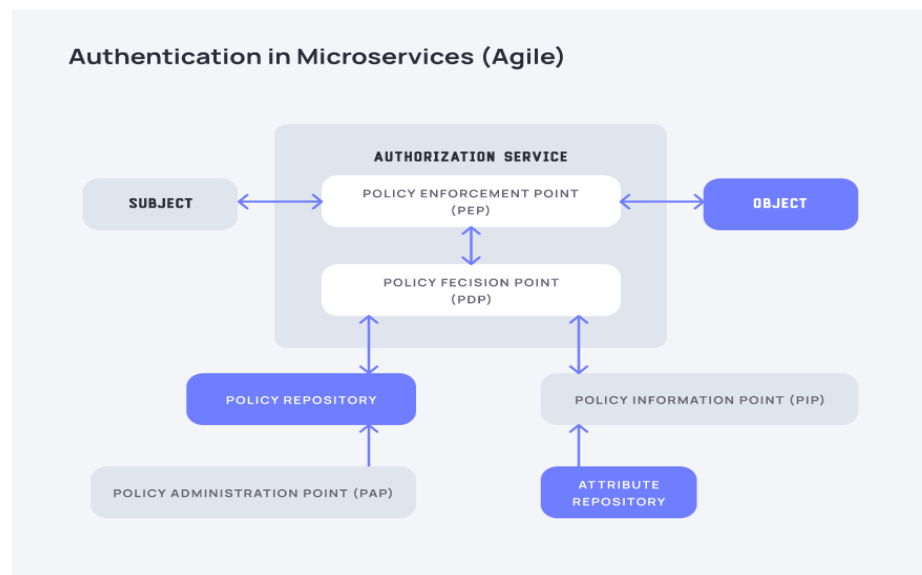 Authentication in Microservices (Agile)
AUTHORIZATION SERVICE
SUBJECT
POLICY ENFORCEMENT POINT
(PEP)
OBJECT
POLICY FECISION POINT
(PDP)
POLICY REPOSITORY
POLICY INFORMATION POINT (PIP)
POLICY ADMINISTRATION POINT (PAP)
ATTRIBUTE
REPOSITORY